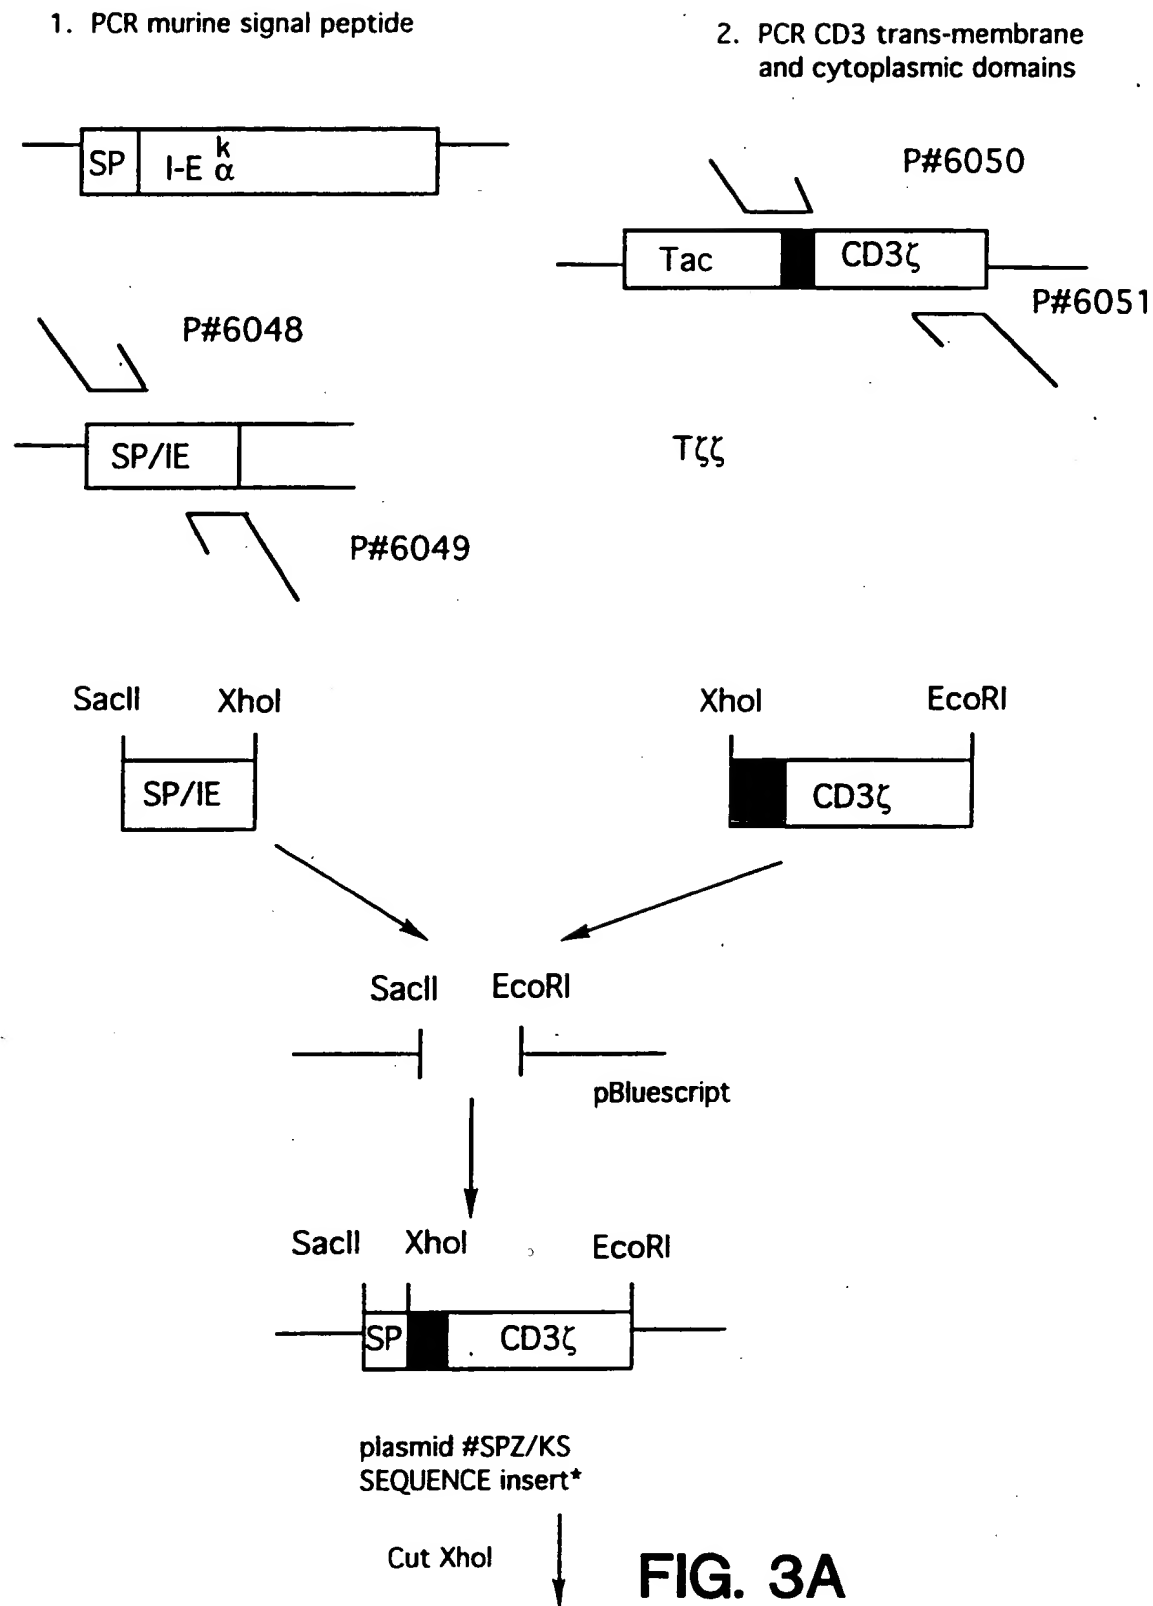 1. PCR murine signal peptide
2. PCR CD3 trans-membrane
and cytoplasmic domains
SP
I-E k α
P#6050
Tac
CD3ζ
P#6051
P#6048
SP/IE
Tζζ
P#6049
SacII
XhoI
XhoI
EcoRI
SP/IE
CD3ζ
SacII
EcoRI
pBluescript
SacII
XhoI
EcoRI
SP
CD3ζ
plasmid #SPZ/KS
SEQUENCE insert*
Cut XhoI
FIG. 3A